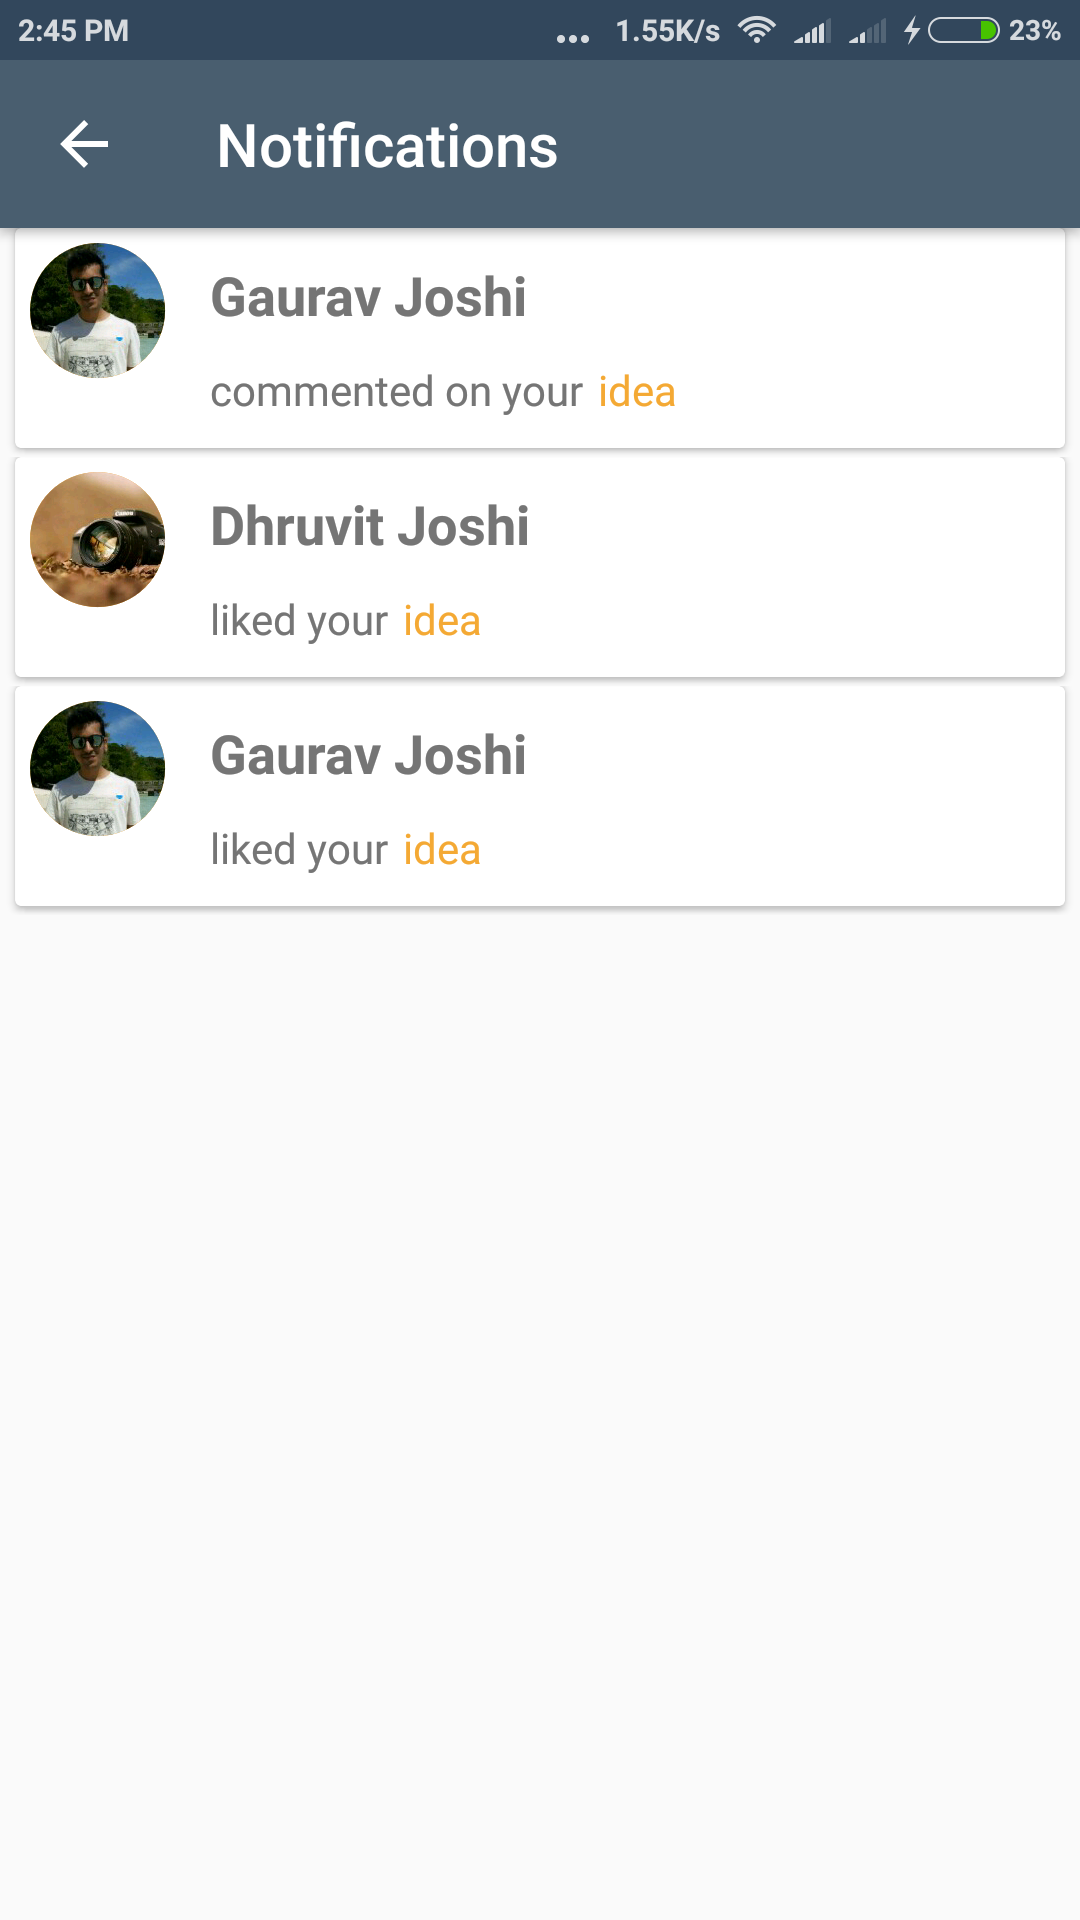 2:45 PM ... 1.55K/s 23%
Notifications
Gaurav Joshi
commented on your idea
Dhruvit Joshi
liked your idea
Gaurav Joshi
liked your idea